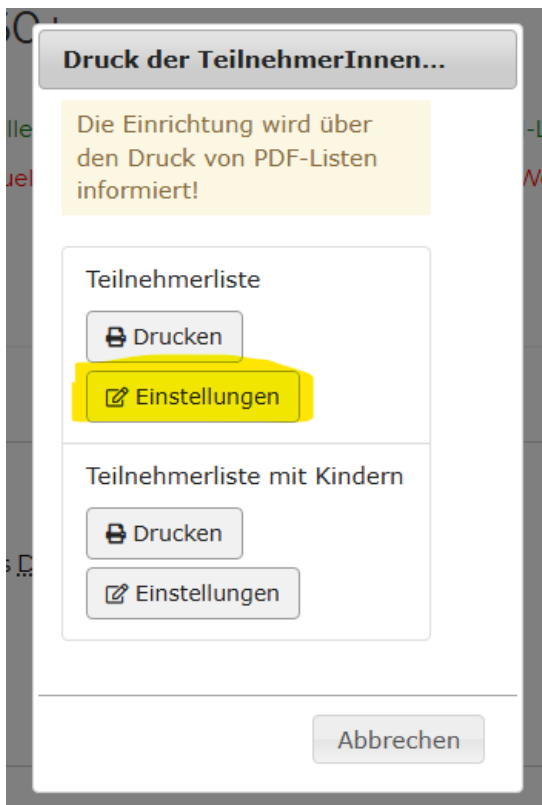 Druck der TeilnehmerInnen...
Die Einrichtung wird über
den Druck von PDF-Listen
informiert!
Teilnehmerliste
Drucken
Einstellungen
Teilnehmerliste mit Kindern
Drucken
Einstellungen
Abbrechen